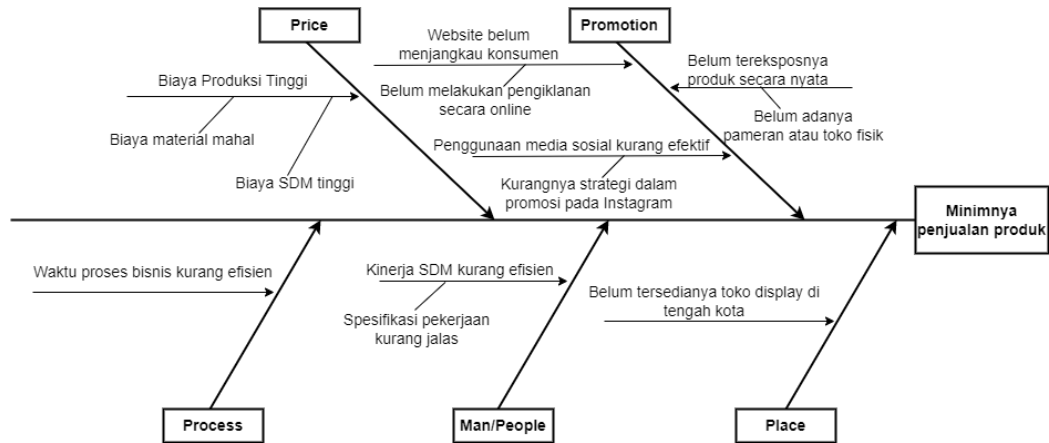 Price
Promotion
Website belum
menjangkau konsumen
Belum tereksposnya
produk secara nyata
Biaya Produksi Tinggi
Belum melakukan pengiklanan
secara online
Belum adanya
pameran atau toko fisik
Biaya material mahal
Penggunaan media sosial kurang efektif
Biaya SDM tinggi
Kurangnya strategi dalam
promosi pada Instagram
Minimnya
penjualan produk
Waktu proses bisnis kurang efisien
Kinerja SDM kurang efisien
Belum tersedianya toko display di
tengah kota
Spesifikasi pekerjaan
kurang jalas
Process
Man/People
Place